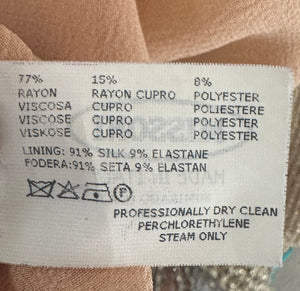 77% 15% 8%
RAYON RAYON CUPRO POLYESTER
VISCOSA CUPRO POLIESTERE
VISCOSE CUPRO POLYESTER
VISKOSE CUPRO POLYESTER
LINING: 91% SILK 9% ELASTANE
FODERA:91% SETA 9% ELASTAN
F
PROFESSIONALLY DRY CLEAN
PERCHLORETHYLENE
STEAM ONLY